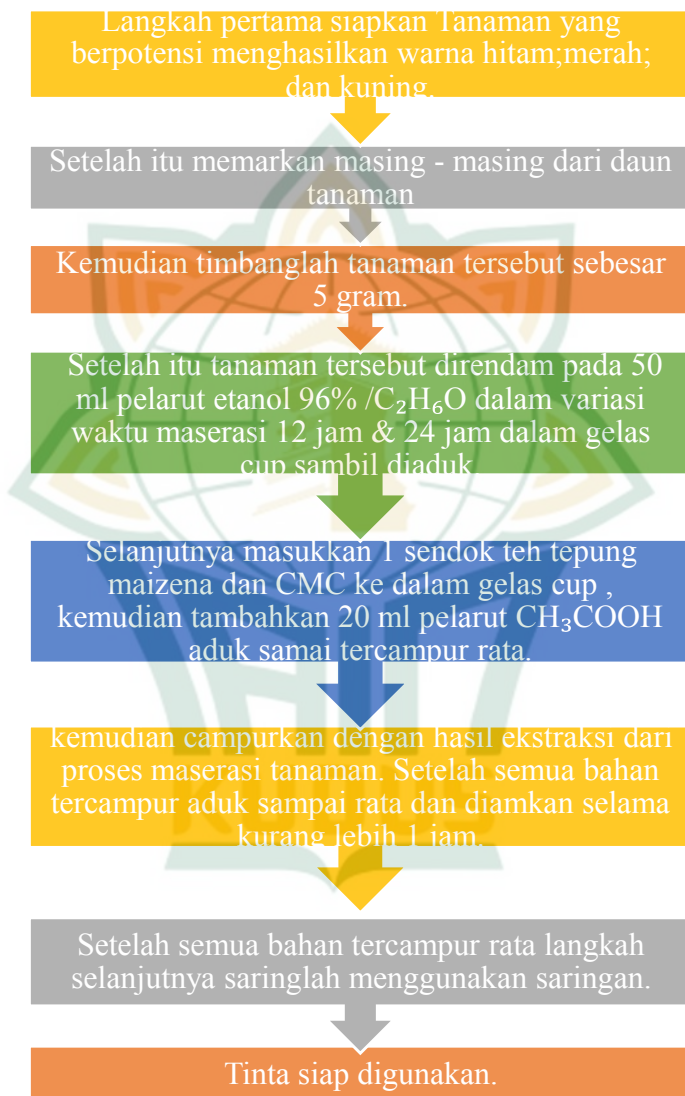 Langkah pertama siapkan Tanaman yang
berpotensi menghasilkan warna hitam;merah;
dan kuning.
Setelah itu memarkan masing - masing dari daun
tanaman
Kemudian timbanglah tanaman tersebut sebesar
5 gram.
Setelah itu tanaman tersebut direndam pada 50
ml pelarut etanol 96% /C₂H₆O dalam variasi
waktu maserasi 12 jam & 24 jam dalam gelas
cup sambil diaduk
Selanjutnya masukkan 1 sendok teh tepung
maizena dan CMC ke dalam gelas cup ,
kemudian tambahkan 20 ml pelarut CH₃COOH
aduk samai tercampur rata.
kemudian campurkan dengan hasil ekstraksi dari
proses maserasi tanaman. Setelah semua bahan
tercampur aduk sampai rata dan diamkan selama
kurang lebih 1 jam.
KUDUS
Setelah semua bahan tercampur rata langkah
selanjutnya saringlah menggunakan saringan.
Tinta siap digunakan.